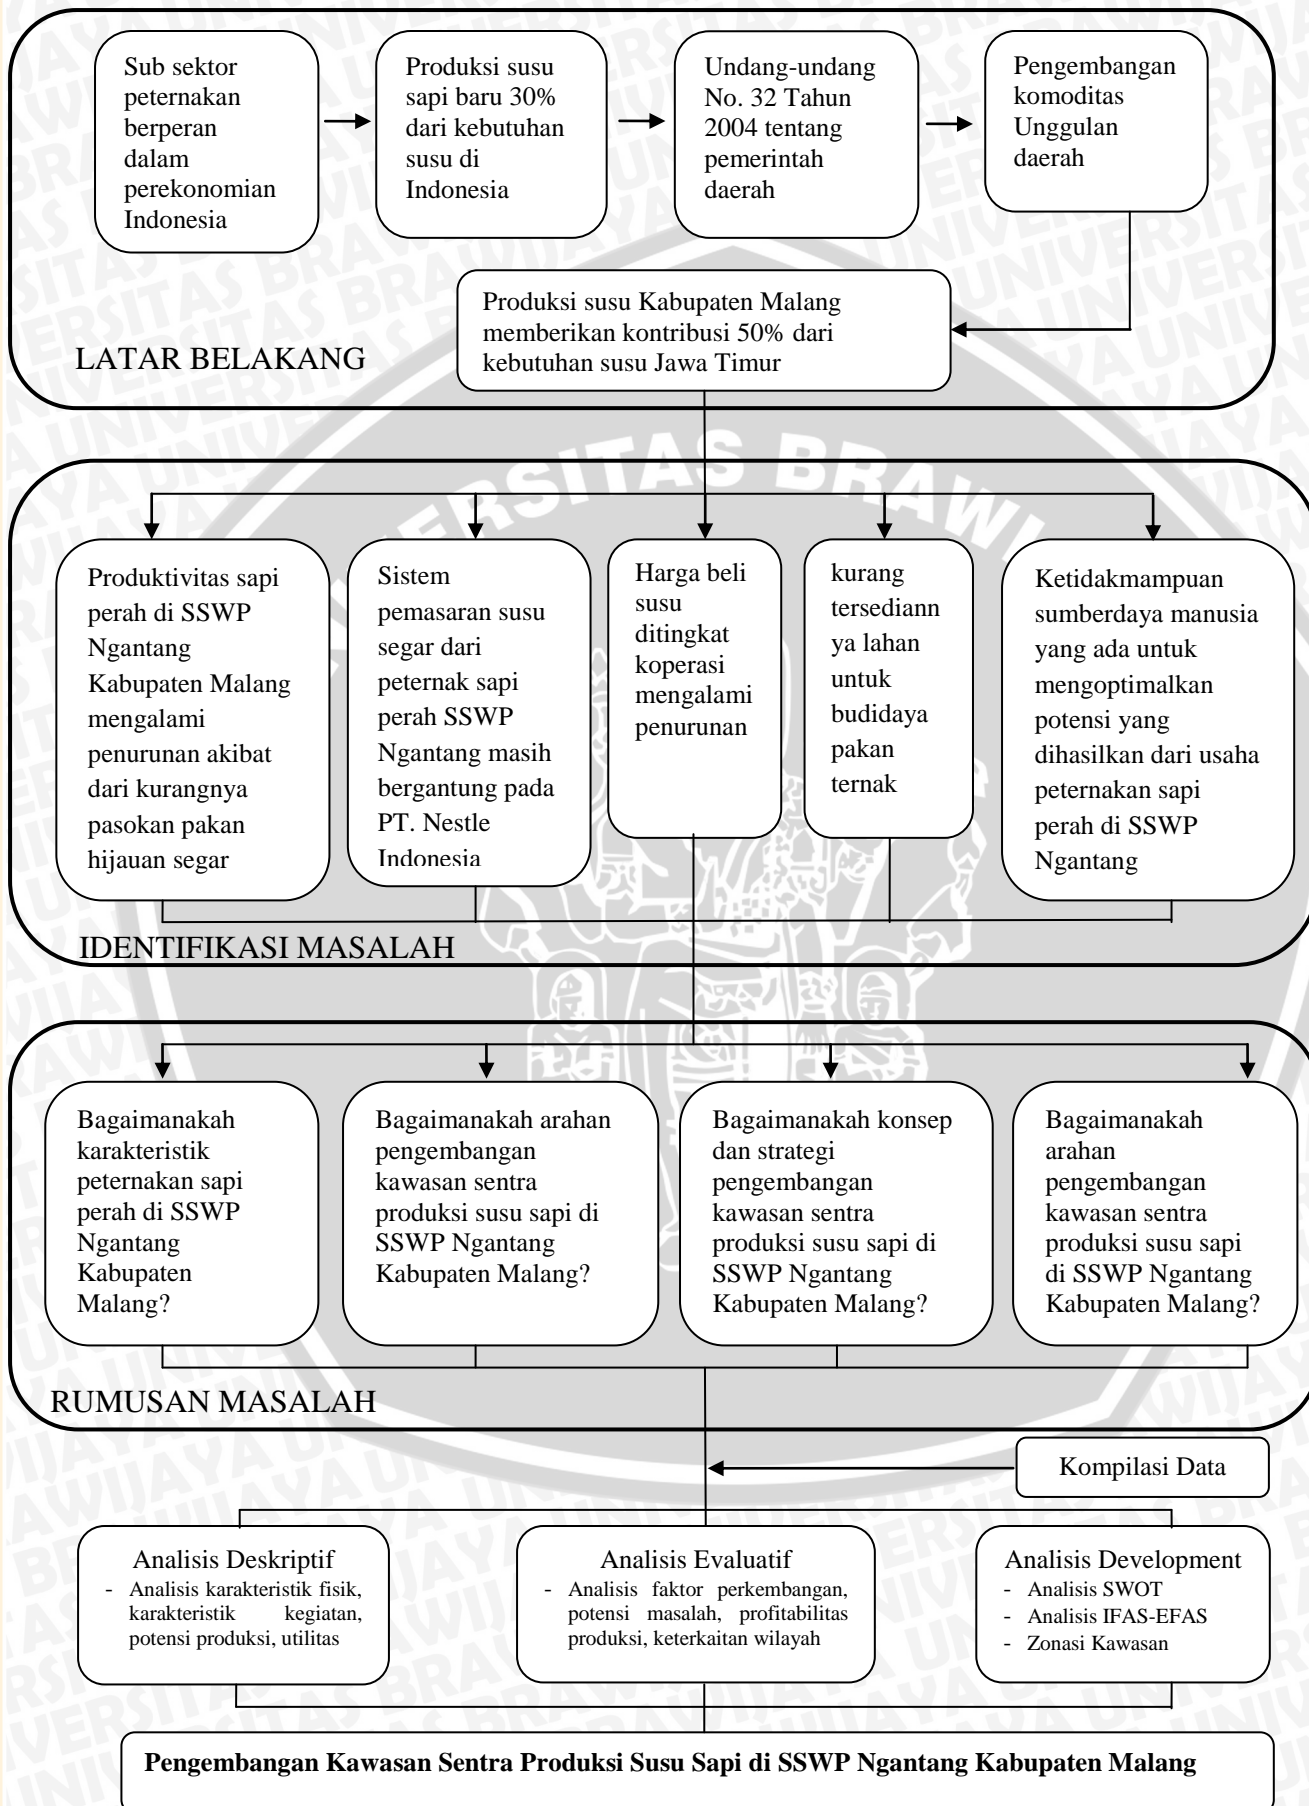 Sub sektor
peternakan
berperan
dalam
perekonomian
Indonesia
Produksi susu
sapi baru 30%
dari kebutuhan
susu di
Indonesia
Undang-undang
No. 32 Tahun
2004 tentang
pemerintah
daerah
Pengembangan
komoditas
Unggulan
daerah
Produksi susu Kabupaten Malang
memberikan kontribusi 50% dari
kebutuhan susu Jawa Timur
LATAR BELAKANG
Produktivitas sapi
perah di SSWP
Ngantang
Kabupaten Malang
mengalami
penurunan akibat
dari kurangnya
pasokan pakan
hijauan segar
Sistem
pemasaran susu
segar dari
peternak sapi
perah SSWP
Ngantang masih
bergantung pada
PT. Nestle
Indonesia
Harga beli
susu
ditingkat
koperasi
mengalami
penurunan
kurang
tersediann
ya lahan
untuk
budidaya
pakan
ternak
Ketidakmampuan
sumberdaya manusia
yang ada untuk
mengoptimalkan
potensi yang
dihasilkan dari usaha
peternakan sapi
perah di SSWP
Ngantang
IDENTIFIKASI MASALAH
Bagaimanakah
karakteristik
peternakan sapi
perah di SSWP
Ngantang
Kabupaten
Malang?
Bagaimanakah arahan
pengembangan
kawasan sentra
produksi susu sapi di
SSWP Ngantang
Kabupaten Malang?
Bagaimanakah konsep
dan strategi
pengembangan
kawasan sentra
produksi susu sapi di
SSWP Ngantang
Kabupaten Malang?
Bagaimanakah
arahan
pengembangan
kawasan sentra
produksi susu sapi
di SSWP Ngantang
Kabupaten Malang?
RUMUSAN MASALAH
Kompilasi Data
Analisis Deskriptif
- Analisis karakteristik fisik,
karakteristik kegiatan,
potensi produksi, utilitas
Analisis Evaluatif
- Analisis faktor perkembangan,
potensi masalah, profitabilitas
produksi, keterkaitan wilayah
Analisis Development
- Analisis SWOT
- Analisis IFAS-EFAS
- Zonasi Kawasan
Pengembangan Kawasan Sentra Produksi Susu Sapi di SSWP Ngantang Kabupaten Malang